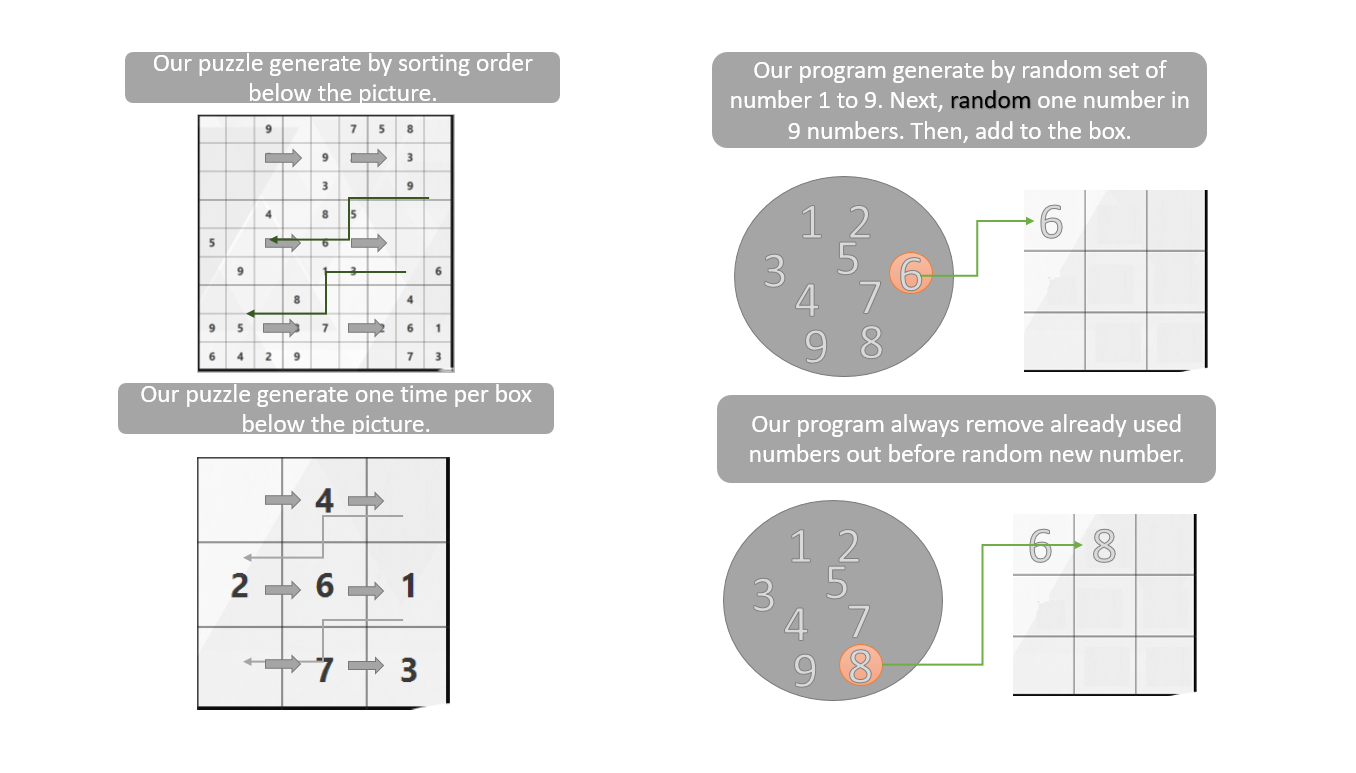 Our puzzle generate by sorting order
below the picture.
9 7 5 8
9 3
3 9
4 8 5
5 6
9 1 3 6
8 4
9 5 7 2 6 1
6 4 2 9 7 3
Our puzzle generate one time per box
below the picture.
4
2 6 1
7 3
Our program generate by random set of
number 1 to 9. Next, random one number in
9 numbers. Then, add to the box.
1 2
5
3 6
4 7
9 8
6
Our program always remove already used
numbers out before random new number.
1 2
5
3
4 7
9 8
6 8